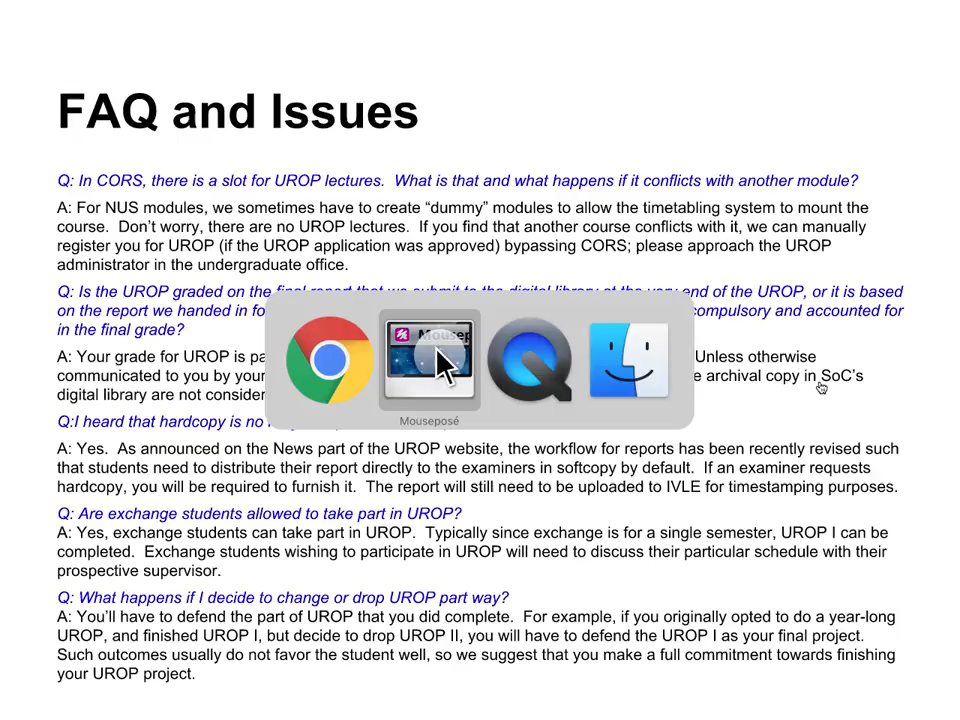 FAQ and Issues
Q: In CORS, there is a slot for UROP lectures.  What is that and what happens if it conflicts with another module?
A: For NUS modules, we sometimes have to create “dummy” modules to allow the timetabling system to mount the
course.  Don’t worry, there are no UROP lectures.  If you find that another course conflicts with it, we can manually
register you for UROP (if the UROP application was approved) bypassing CORS; please approach the UROP
administrator in the undergraduate office.
Q: Is the UROP graded on the final report that we submit to the digital library at the very end of the UROP, or it is based
on the report we handed in fo compulsory and accounted for
in the final grade?
A: Your grade for UROP is pa Unless otherwise
communicated to you by your e archival copy in SoC’s
digital library are not consider
Q:I heard that hardcopy is no
Mouseposé
A: Yes.  As announced on the News part of the UROP website, the workflow for reports has been recently revised such
that students need to distribute their report directly to the examiners in softcopy by default.  If an examiner requests
hardcopy, you will be required to furnish it.  The report will still need to be uploaded to IVLE for timestamping purposes.
Q: Are exchange students allowed to take part in UROP?
A: Yes, exchange students can take part in UROP.  Typically since exchange is for a single semester, UROP I can be
completed.  Exchange students wishing to participate in UROP will need to discuss their particular schedule with their
prospective supervisor.
Q: What happens if I decide to change or drop UROP part way?
A: You’ll have to defend the part of UROP that you did complete.  For example, if you originally opted to do a year-long
UROP, and finished UROP I, but decide to drop UROP II, you will have to defend the UROP I as your final project.
Such outcomes usually do not favor the student well, so we suggest that you make a full commitment towards finishing
your UROP project.